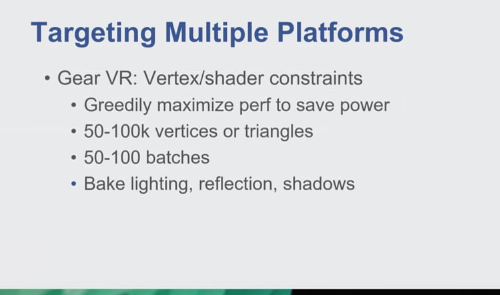 Targeting Multiple Platforms
• Gear VR: Vertex/shader constraints
• Greedily maximize perf to save power
• 50-100k vertices or triangles
• 50-100 batches
• Bake lighting, reflection, shadows